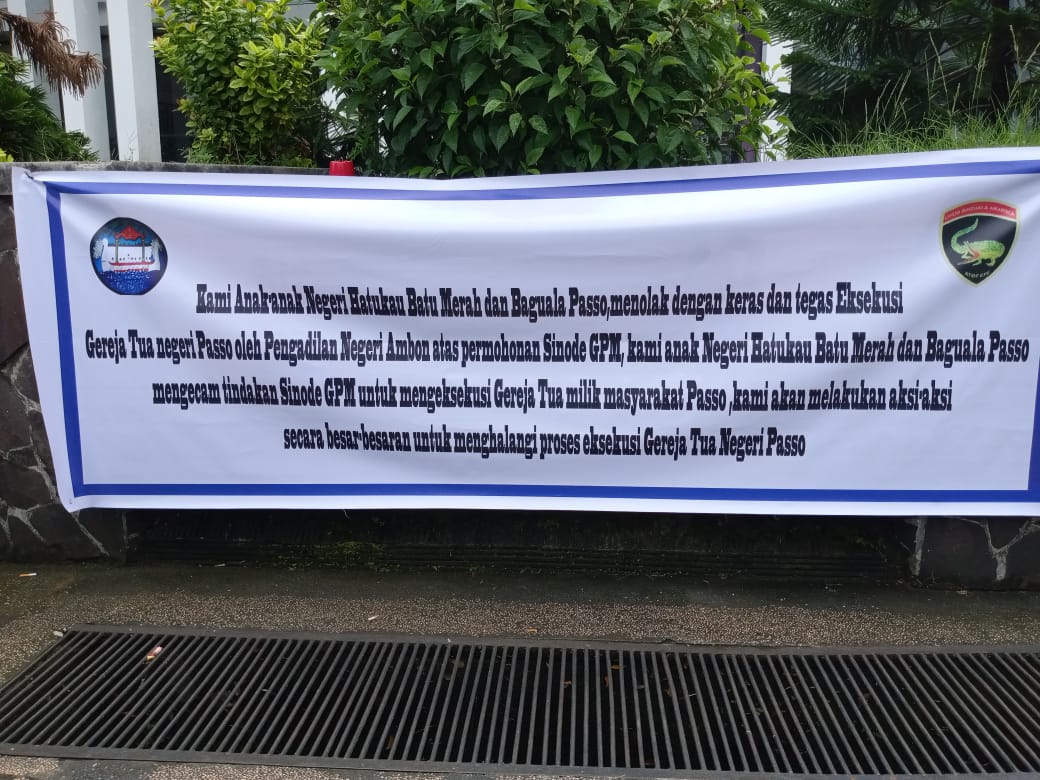 Kami Anak-anak Negeri Hatukau Batu Merah dan Baguala Passo,menolak dengan keras dan tegas Eksekusi
Gereja Tua negeri Passo oleh Pengadilan Negeri Ambon atas permohonan Sinode GPM, kami anak Negeri Hatukau Batu Merah dan Baguala Passo
mengecam tindakan Sinode GPM untuk mengeksekusi Gereja Tua milik masyarakat Passo ,kami akan melakukan aksi-aksi
secara besar-besaran untuk menghalangi proses eksekusi Gereja Tua Negeri Passo